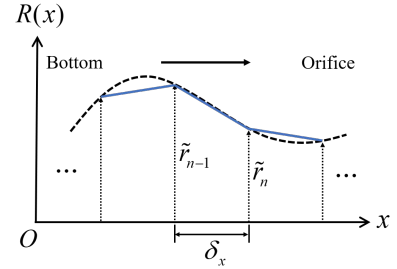 R(x)
Bottom
Orifice
r̃ₙ₋₁
r̃ₙ
...
...
O
x
δₓ